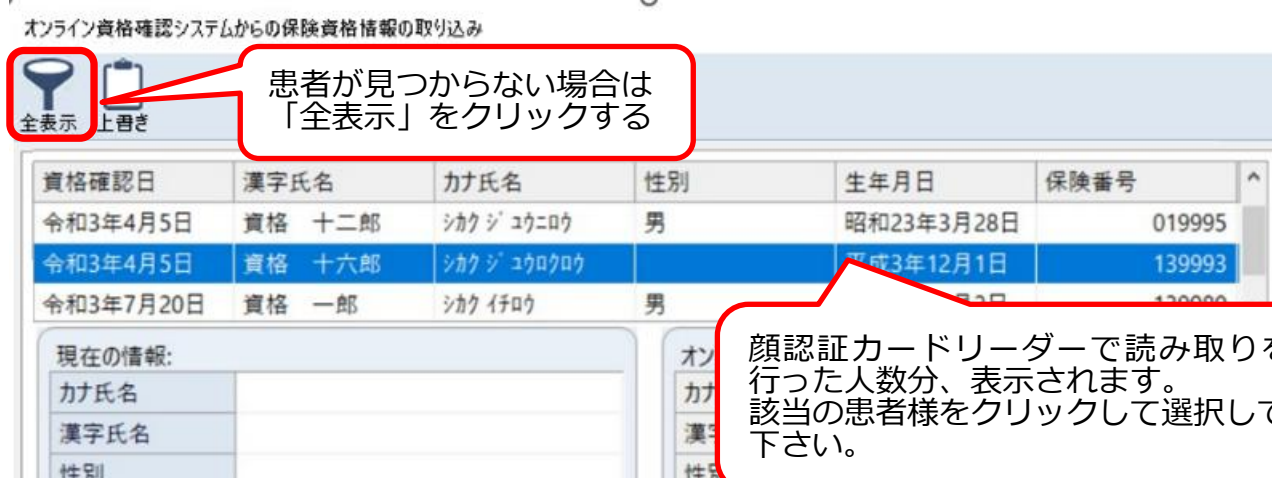 オンライン資格確認システムからの保険資格情報の取り込み
全表示 上書き
患者が見つからない場合は
「全表示」をクリックする
資格確認日 漢字氏名 カナ氏名 性別 生年月日 保険番号
令和3年4月5日 資格 十二郎 ｼｶｸ ｼﾞﾕｳﾆﾛｳ 男 昭和23年3月28日 019995
令和3年4月5日 資格 十六郎 ｼｶｸ ｼﾞﾕｳﾛｸﾛｳ 平成3年12月1日 139993
令和3年7月20日 資格 一郎 ｼｶｸ ｲﾁﾛｳ 男
現在の情報:
カナ氏名
漢字氏名
性別
オン
カナ
漢字
顔認証カードリーダーで読み取りを
行った人数分、表示されます。
該当の患者様をクリックして選択して
下さい。